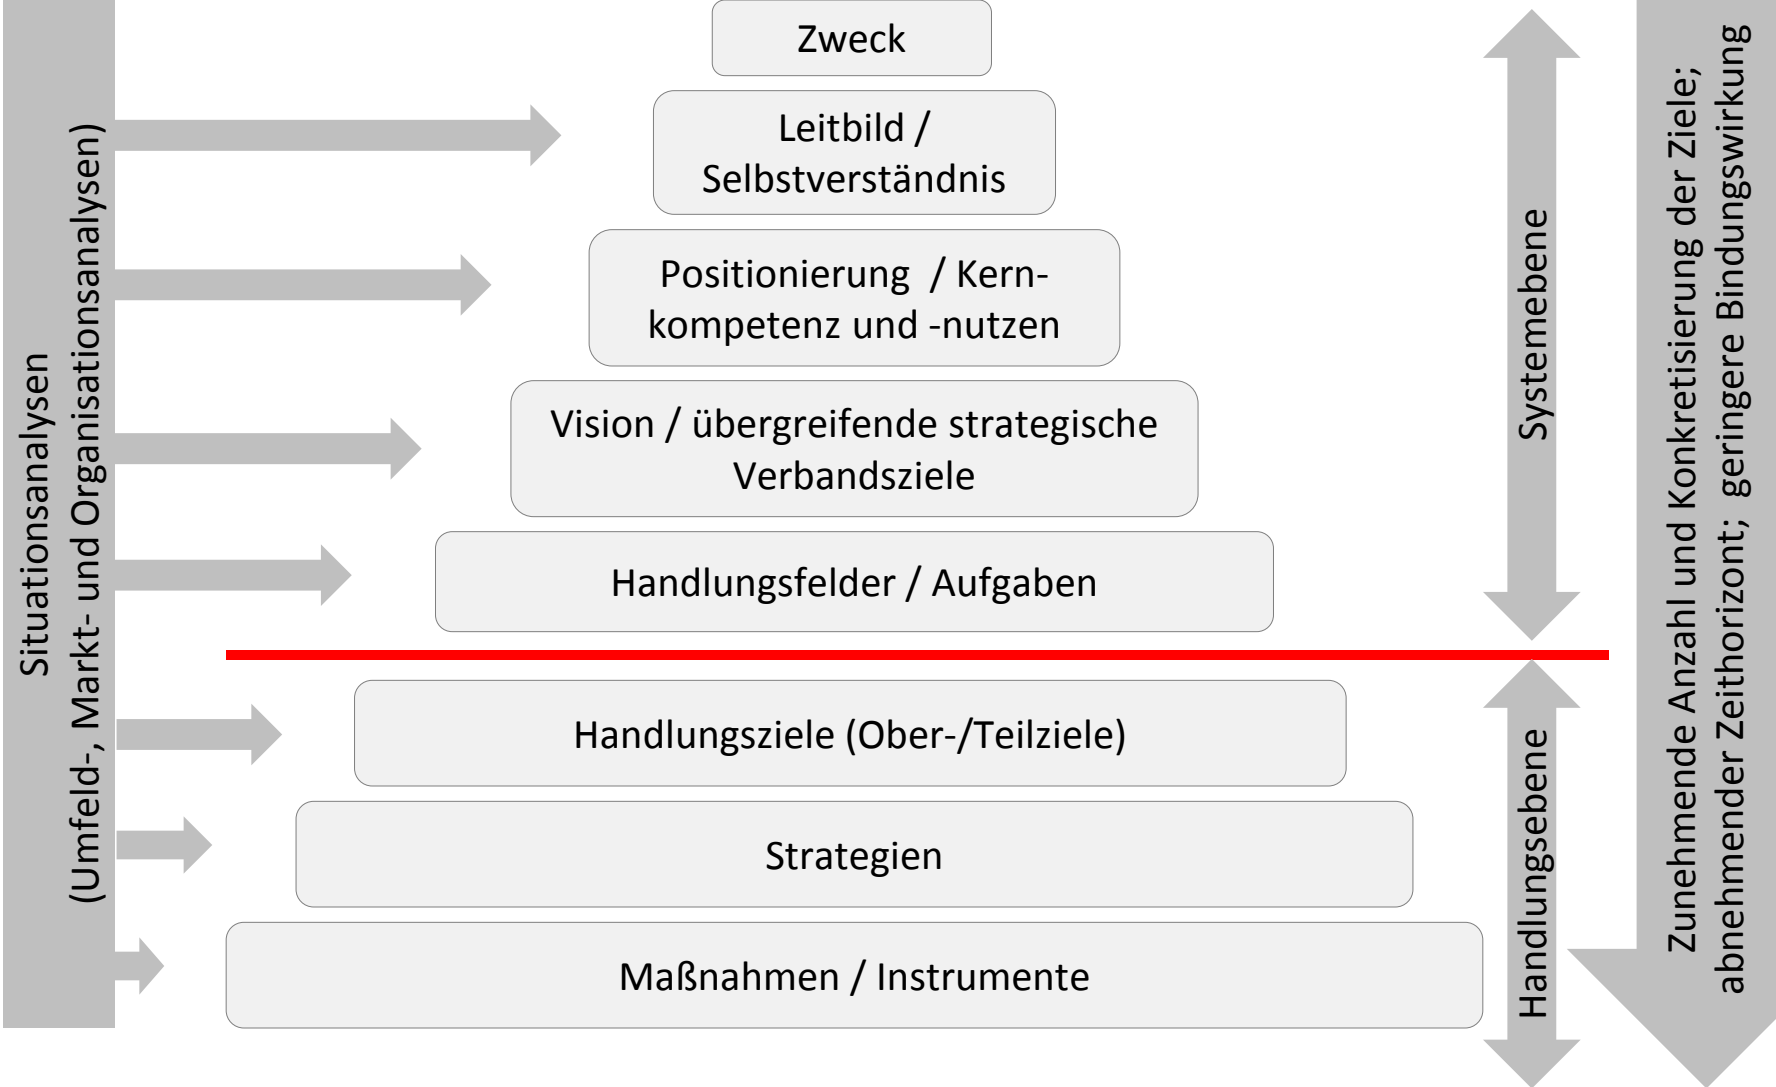 Situationsanalysen
(Umfeld-, Markt- und Organisationsanalysen)
Zweck
Leitbild /
Selbstverständnis
Positionierung / Kern-
kompetenz und -nutzen
Vision / übergreifende strategische
Verbandsziele
Handlungsfelder / Aufgaben
Handlungsziele (Ober-/Teilziele)
Strategien
Maßnahmen / Instrumente
Systemebene
Handlungsebene
Zunehmende Anzahl und Konkretisierung der Ziele;
abnehmender Zeithorizont; geringere Bindungswirkung